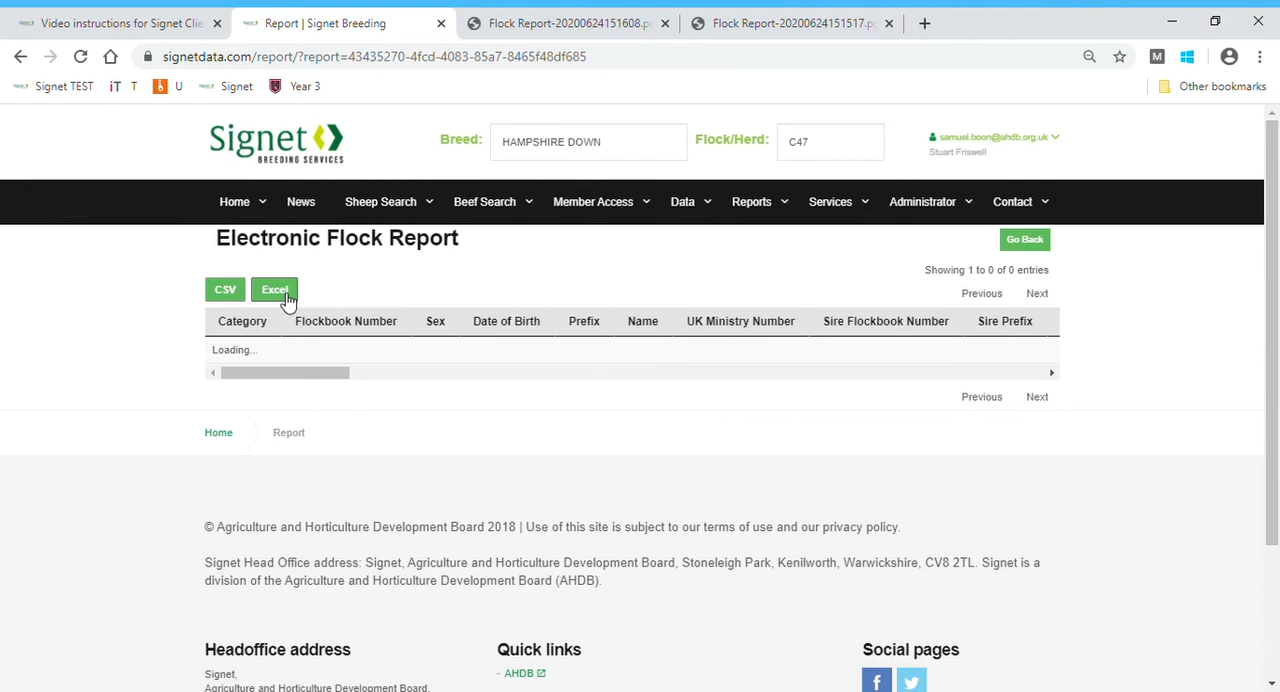 Video instructions for Signet Clie
Report | Signet Breeding
Flock Report-20200624151608.p
Flock Report-20200624151517.p
signetdata.com/report/?report=43435270-4fcd-4083-85a7-8465f48df685
M
Signet TEST
iT T
U
Signet
Year 3
Other bookmarks
Signet
BREEDING SERVICES
Breed:
HAMPSHIRE DOWN
Flock/Herd:
C47
samuel.boon@ahdb.org.uk
Stuart Friswell
Home
News
Sheep Search
Beef Search
Member Access
Data
Reports
Services
Administrator
Contact
Electronic Flock Report
Go Back
Showing 1 to 0 of 0 entries
CSV
Excel
Previous
Next
Category
Flockbook Number
Sex
Date of Birth
Prefix
Name
UK Ministry Number
Sire Flockbook Number
Sire Prefix
Loading...
Previous
Next
Home
Report
© Agriculture and Horticulture Development Board 2018 | Use of this site is subject to our terms of use and our privacy policy.
Signet Head Office address: Signet, Agriculture and Horticulture Development Board, Stoneleigh Park, Kenilworth, Warwickshire, CV8 2TL. Signet is a
division of the Agriculture and Horticulture Development Board (AHDB).
Headoffice address
Quick links
Social pages
Signet,
- AHDB
Agriculture and Horticulture Development Board,